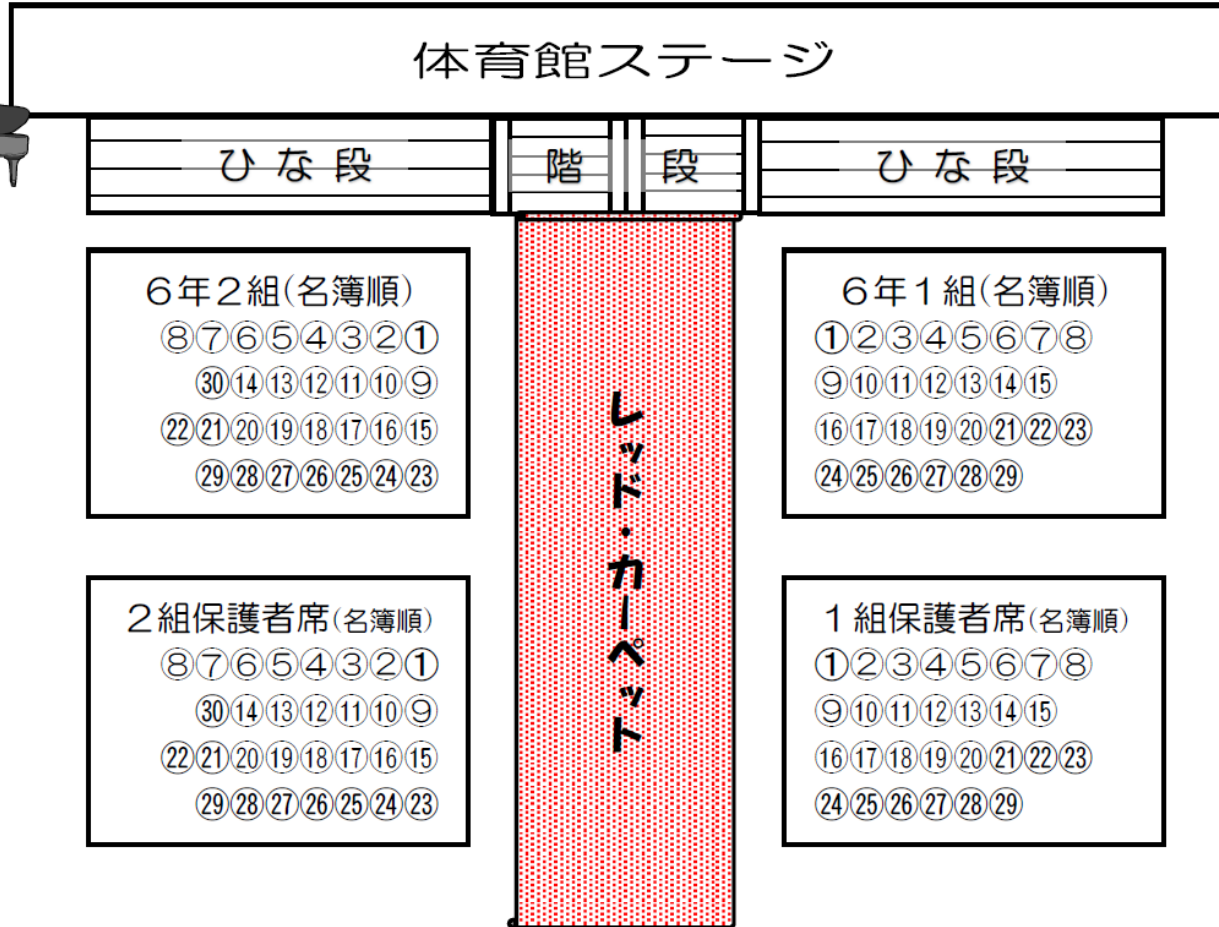 体育館ステージ
ひな段
階段
ひな段
6年2組(名簿順)
⑧⑦⑥⑤④③②①
㉚⑭⑬⑫⑪⑩⑨
㉒㉑⑳⑲⑱⑰⑯⑮
㉙㉘㉗㉖㉕㉔㉓
6年1組(名簿順)
①②③④⑤⑥⑦⑧
⑨⑩⑪⑫⑬⑭⑮
⑯⑰⑱⑲⑳㉑㉒㉓
㉔㉕㉖㉗㉘㉙
レッド・カーペット
2組保護者席(名簿順)
⑧⑦⑥⑤④③②①
㉚⑭⑬⑫⑪⑩⑨
㉒㉑⑳⑲⑱⑰⑯⑮
㉙㉘㉗㉖㉕㉔㉓
1組保護者席(名簿順)
①②③④⑤⑥⑦⑧
⑨⑩⑪⑫⑬⑭⑮
⑯⑰⑱⑲⑳㉑㉒㉓
㉔㉕㉖㉗㉘㉙